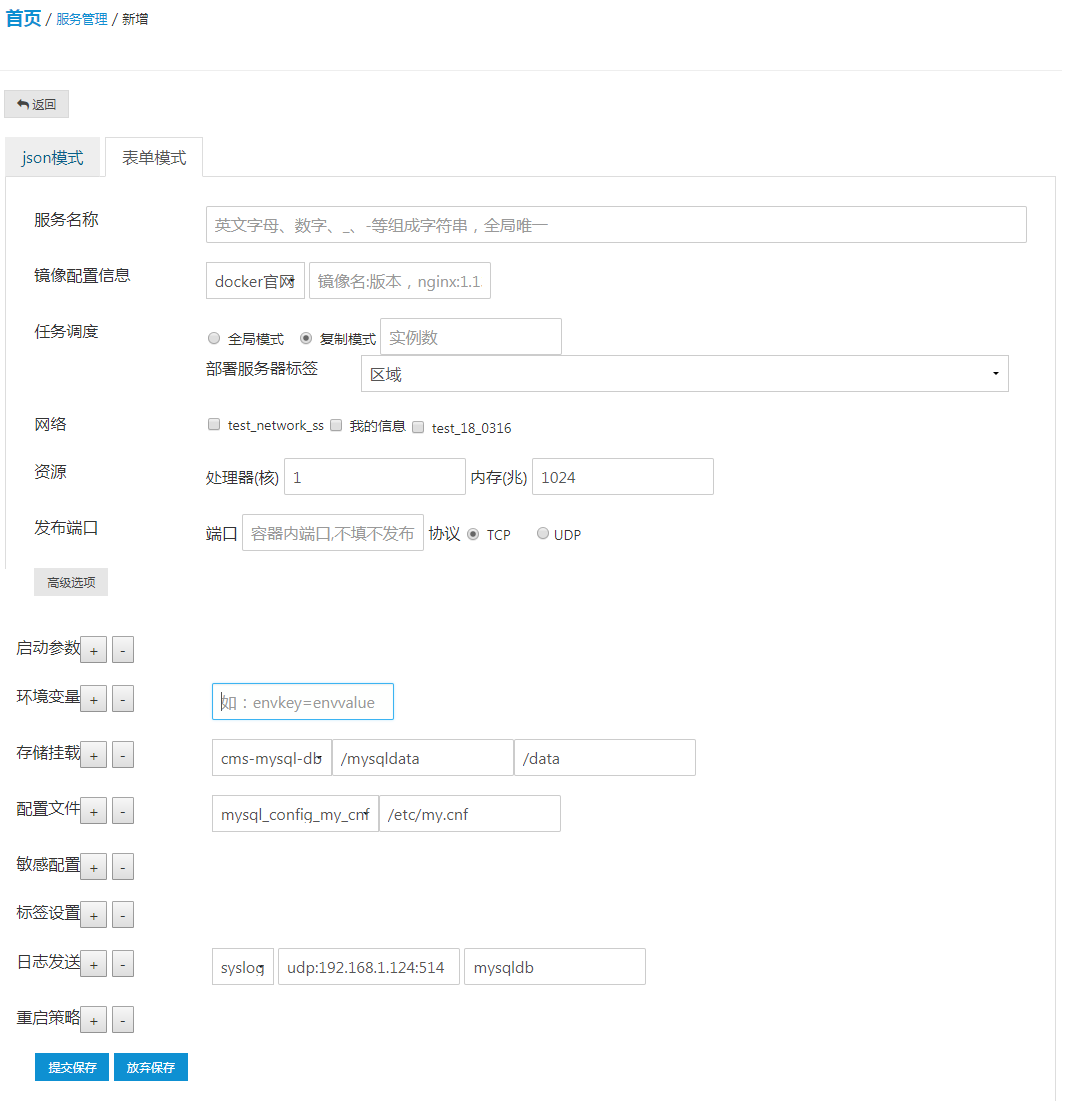 首页 / 服务管理 / 新增
返回
json模式 表单模式
服务名称 英文字母、数字、_、-等组成字符串，全局唯一
镜像配置信息 docker官网 镜像名:版本，nginx:1.1
任务调度 全局模式 复制模式 实例数
部署服务器标签 区域
网络 test_network_ss 我的信息 test_18_0316
资源 处理器(核) 1 内存(兆) 1024
发布端口 端口 容器内端口,不填不发布 协议 TCP UDP
高级选项
启动参数 + -
环境变量 + - 如：envkey=envvalue
存储挂载 + - cms-mysql-db /mysqldata /data
配置文件 + - mysql_config_my_cnf /etc/my.cnf
敏感配置 + -
标签设置 + -
日志发送 + - syslog udp:192.168.1.124:514 mysqldb
重启策略 + -
提交保存 放弃保存